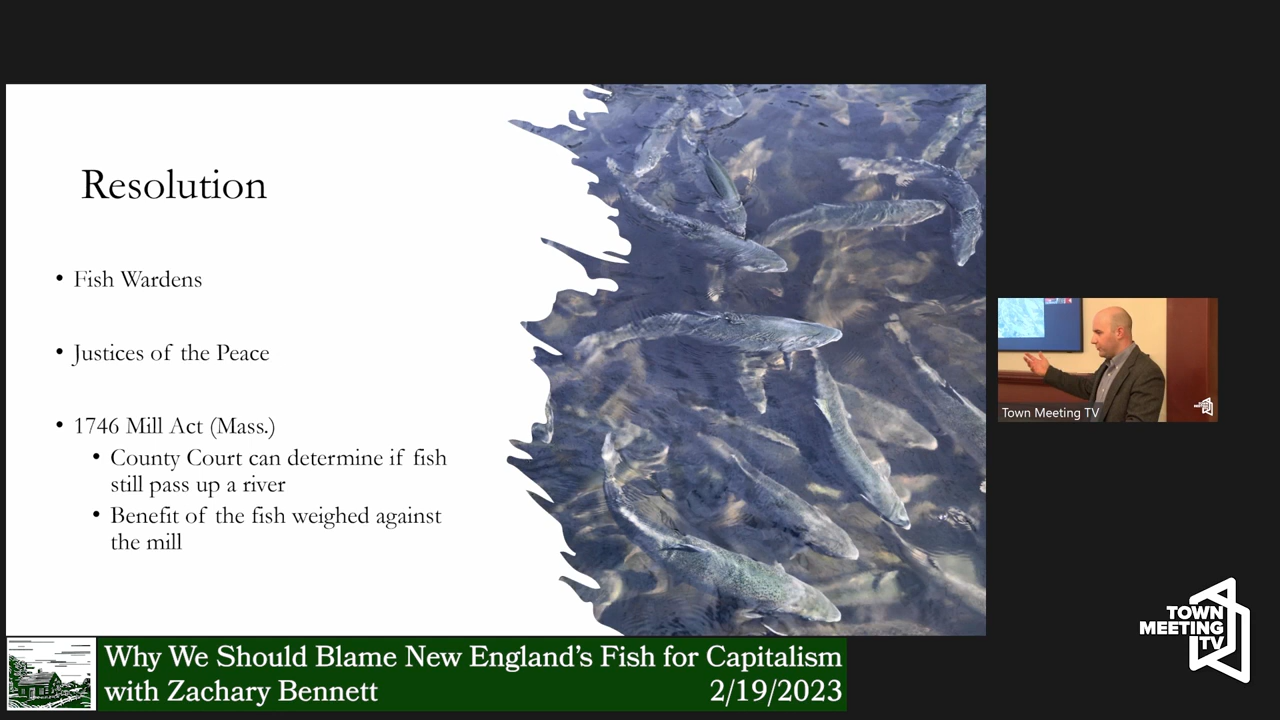 Resolution
• Fish Wardens
• Justices of the Peace
• 1746 Mill Act (Mass.)
• County Court can determine if fish
still pass up a river
• Benefit of the fish weighed against
the mill
Town Meeting TV
TOWN
MEETING
TV
Why We Should Blame New England's Fish for Capitalism
with Zachary Bennett 2/19/2023